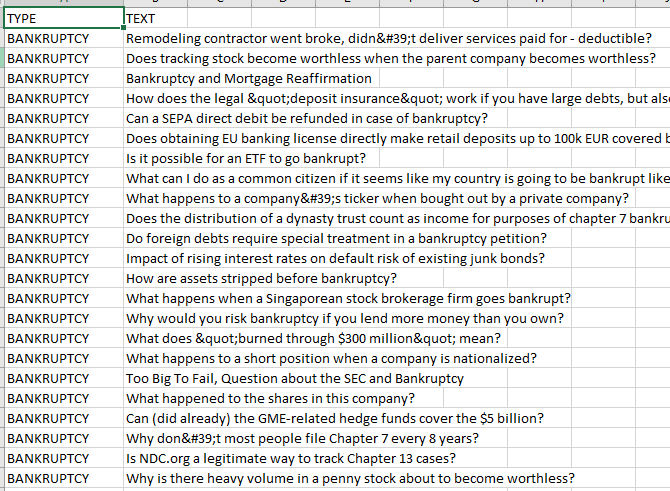 TYPE TEXT
BANKRUPTCY Remodeling contractor went broke, didn&#39;t deliver services paid for - deductible?
BANKRUPTCY Does tracking stock become worthless when the parent company becomes worthless?
BANKRUPTCY Bankruptcy and Mortgage Reaffirmation
BANKRUPTCY How does the legal &quot;deposit insurance&quot; work if you have large debts, but also
BANKRUPTCY Can a SEPA direct debit be refunded in case of bankruptcy?
BANKRUPTCY Does obtaining EU banking license directly make retail deposits up to 100k EUR covered
BANKRUPTCY Is it possible for an ETF to go bankrupt?
BANKRUPTCY What can I do as a common citizen if it seems like my country is going to be bankrupt like
BANKRUPTCY What happens to a company&#39;s ticker when bought out by a private company?
BANKRUPTCY Does the distribution of a dynasty trust count as income for purposes of chapter 7 bankru
BANKRUPTCY Do foreign debts require special treatment in a bankruptcy petition?
BANKRUPTCY Impact of rising interest rates on default risk of existing junk bonds?
BANKRUPTCY How are assets stripped before bankruptcy?
BANKRUPTCY What happens when a Singaporean stock brokerage firm goes bankrupt?
BANKRUPTCY Why would you risk bankruptcy if you lend more money than you own?
BANKRUPTCY What does &quot;burned through $300 million&quot; mean?
BANKRUPTCY What happens to a short position when a company is nationalized?
BANKRUPTCY Too Big To Fail, Question about the SEC and Bankruptcy
BANKRUPTCY What happened to the shares in this company?
BANKRUPTCY Can (did already) the GME-related hedge funds cover the $5 billion?
BANKRUPTCY Why don&#39;t most people file Chapter 7 every 8 years?
BANKRUPTCY Is NDC.org a legitimate way to track Chapter 13 cases?
BANKRUPTCY Why is there heavy volume in a penny stock about to become worthless?